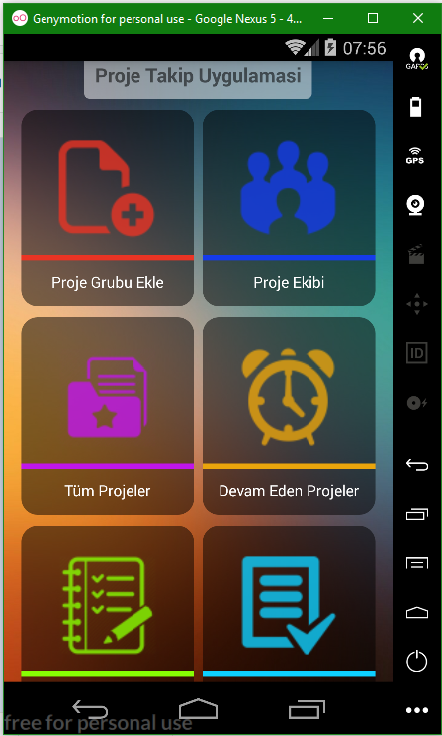 Genymotion for personal use - Google Nexus 5 - 4...
07:56
Proje Takip Uygulamasi
GAPPS
GPS
Proje Grubu Ekle
Proje Ekibi
ID
Tüm Projeler
Devam Eden Projeler
free for personal use